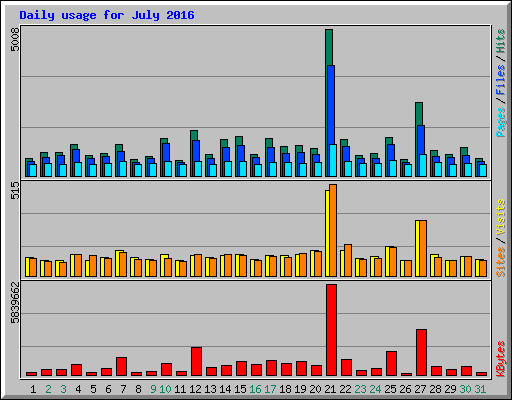 Daily usage for July 2016
5008
Pages / Files / Hits
515
Sites / Visits
5839662
KBytes
1 2 3 4 5 6 7 8 9 10 11 12 13 14 15 16 17 18 19 20 21 22 23 24 25 26 27 28 29 30 31